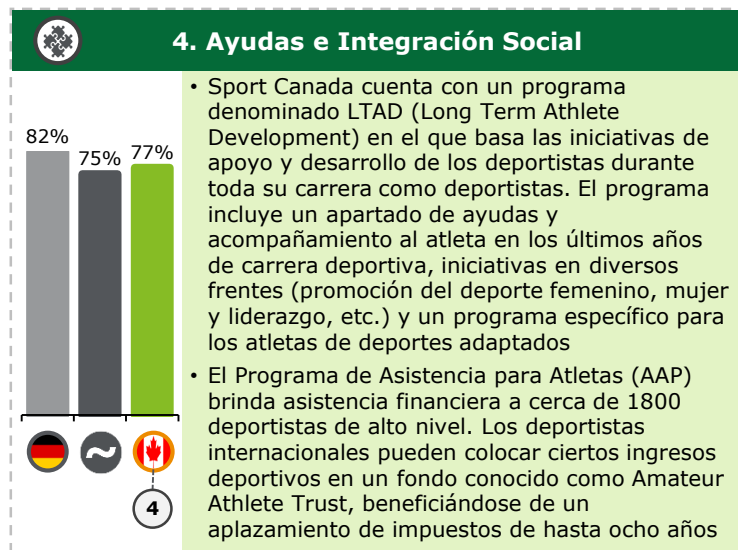 4. Ayudas e Integración Social
82%
75%
77%
4
• Sport Canada cuenta con un programa
denominado LTAD (Long Term Athlete
Development) en el que basa las iniciativas de
apoyo y desarrollo de los deportistas durante
toda su carrera como deportistas. El programa
incluye un apartado de ayudas y
acompañamiento al atleta en los últimos años
de carrera deportiva, iniciativas en diversos
frentes (promoción del deporte femenino, mujer
y liderazgo, etc.) y un programa específico para
los atletas de deportes adaptados
• El Programa de Asistencia para Atletas (AAP)
brinda asistencia financiera a cerca de 1800
deportistas de alto nivel. Los deportistas
internacionales pueden colocar ciertos ingresos
deportivos en un fondo conocido como Amateur
Athlete Trust, beneficiándose de un
aplazamiento de impuestos de hasta ocho años